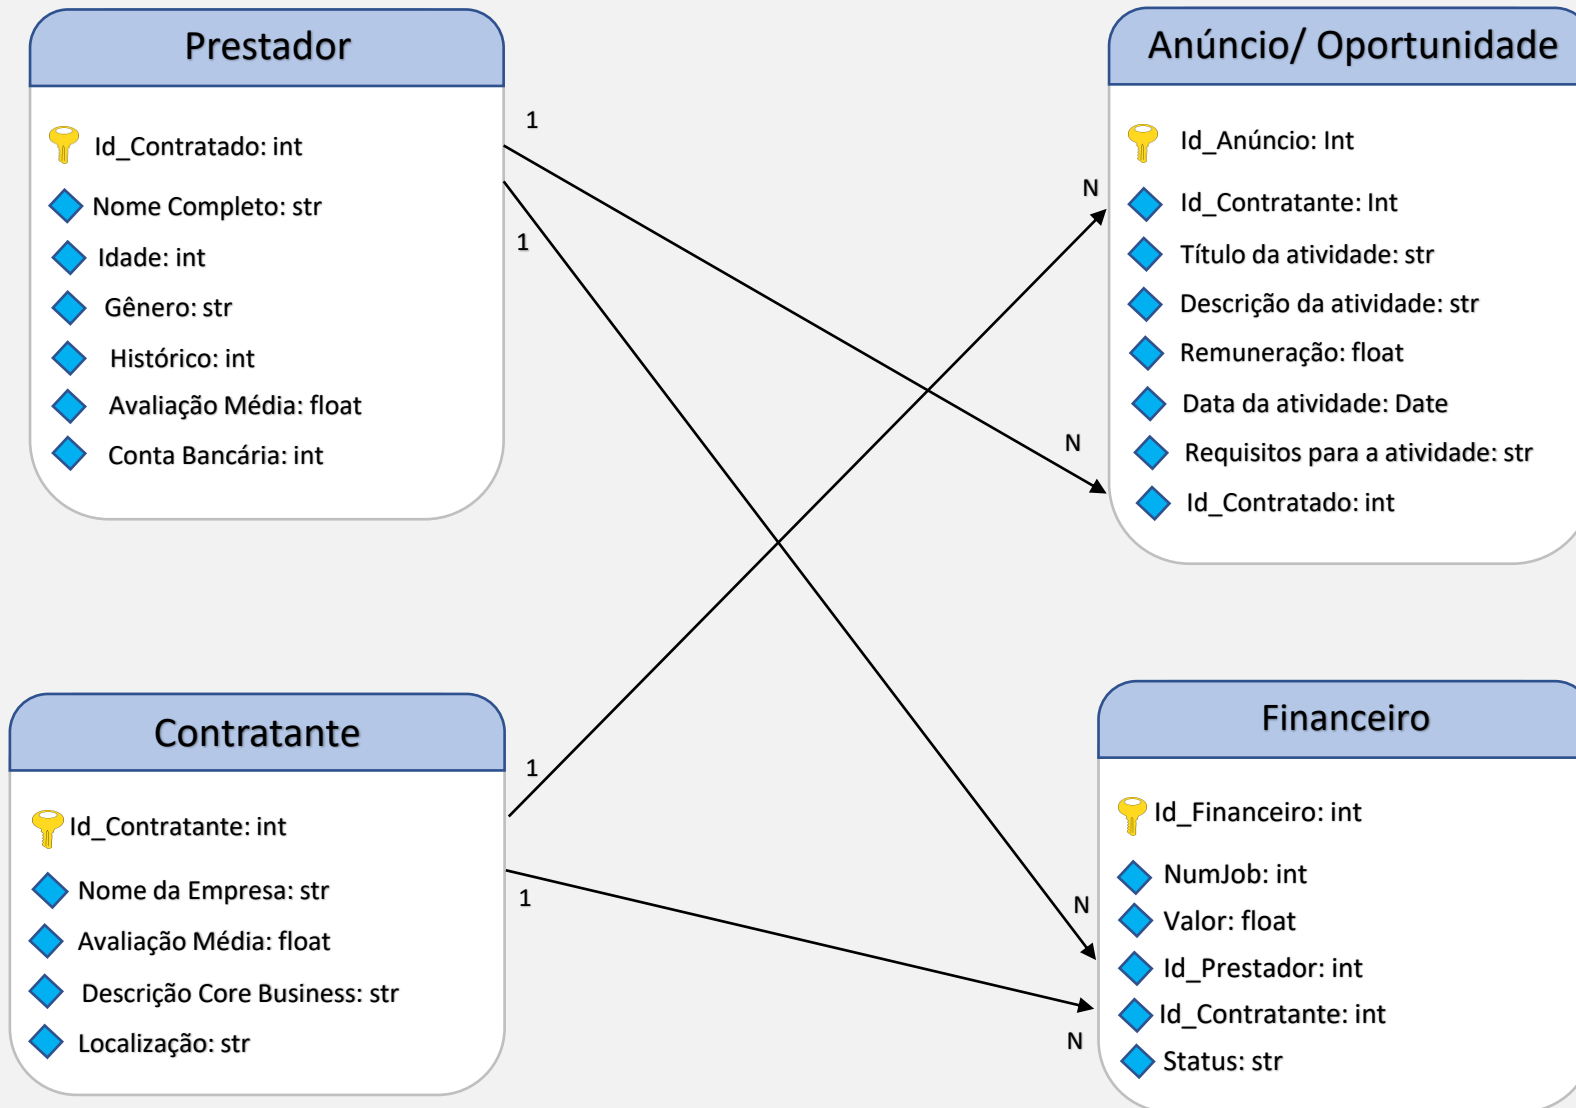 Prestador
Id_Contratado: int
Nome Completo: str
Idade: int
Gênero: str
Histórico: int
Avaliação Média: float
Conta Bancária: int
Anúncio/ Oportunidade
Id_Anúncio: Int
Id_Contratante: Int
Título da atividade: str
Descrição da atividade: str
Remuneração: float
Data da atividade: Date
Requisitos para a atividade: str
Id_Contratado: int
1
1
N
N
Contratante
Id_Contratante: int
Nome da Empresa: str
Avaliação Média: float
Descrição Core Business: str
Localização: str
1
1
N
N
Financeiro
Id_Financeiro: int
NumJob: int
Valor: float
Id_Prestador: int
Id_Contratante: int
Status: str